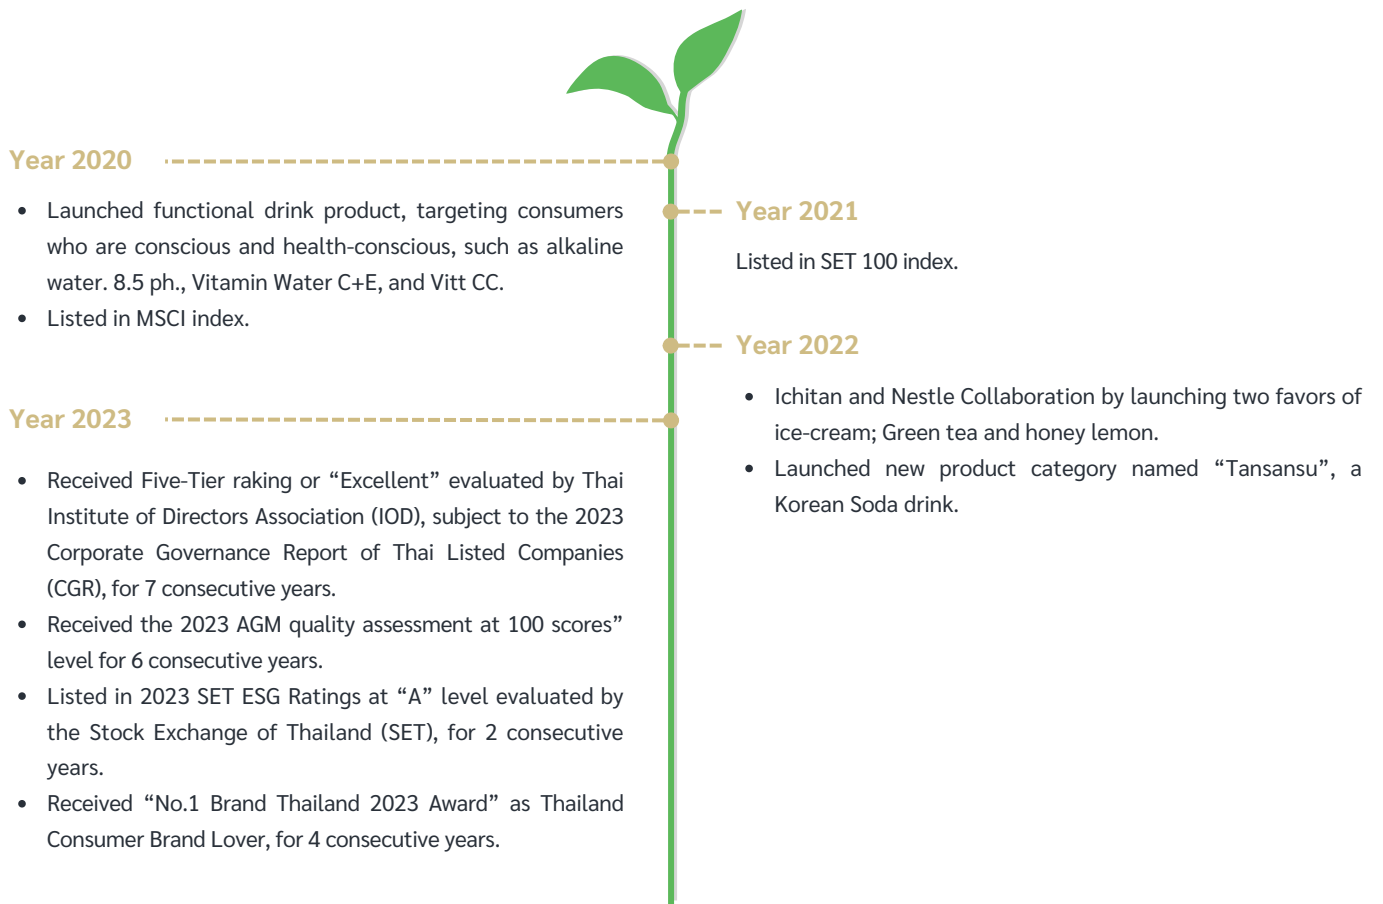 Year 2020
• Launched functional drink product, targeting consumers
who are conscious and health-conscious, such as alkaline
water. 8.5 ph., Vitamin Water C+E, and Vitt CC.
• Listed in MSCI index.
Year 2021
Listed in SET 100 index.
Year 2022
• Ichitan and Nestle Collaboration by launching two favors of
ice-cream; Green tea and honey lemon.
• Launched new product category named “Tansansu”, a
Korean Soda drink.
Year 2023
• Received Five-Tier raking or “Excellent” evaluated by Thai
Institute of Directors Association (IOD), subject to the 2023
Corporate Governance Report of Thai Listed Companies
(CGR), for 7 consecutive years.
• Received the 2023 AGM quality assessment at 100 scores”
level for 6 consecutive years.
• Listed in 2023 SET ESG Ratings at “A” level evaluated by
the Stock Exchange of Thailand (SET), for 2 consecutive
years.
• Received “No.1 Brand Thailand 2023 Award” as Thailand
Consumer Brand Lover, for 4 consecutive years.